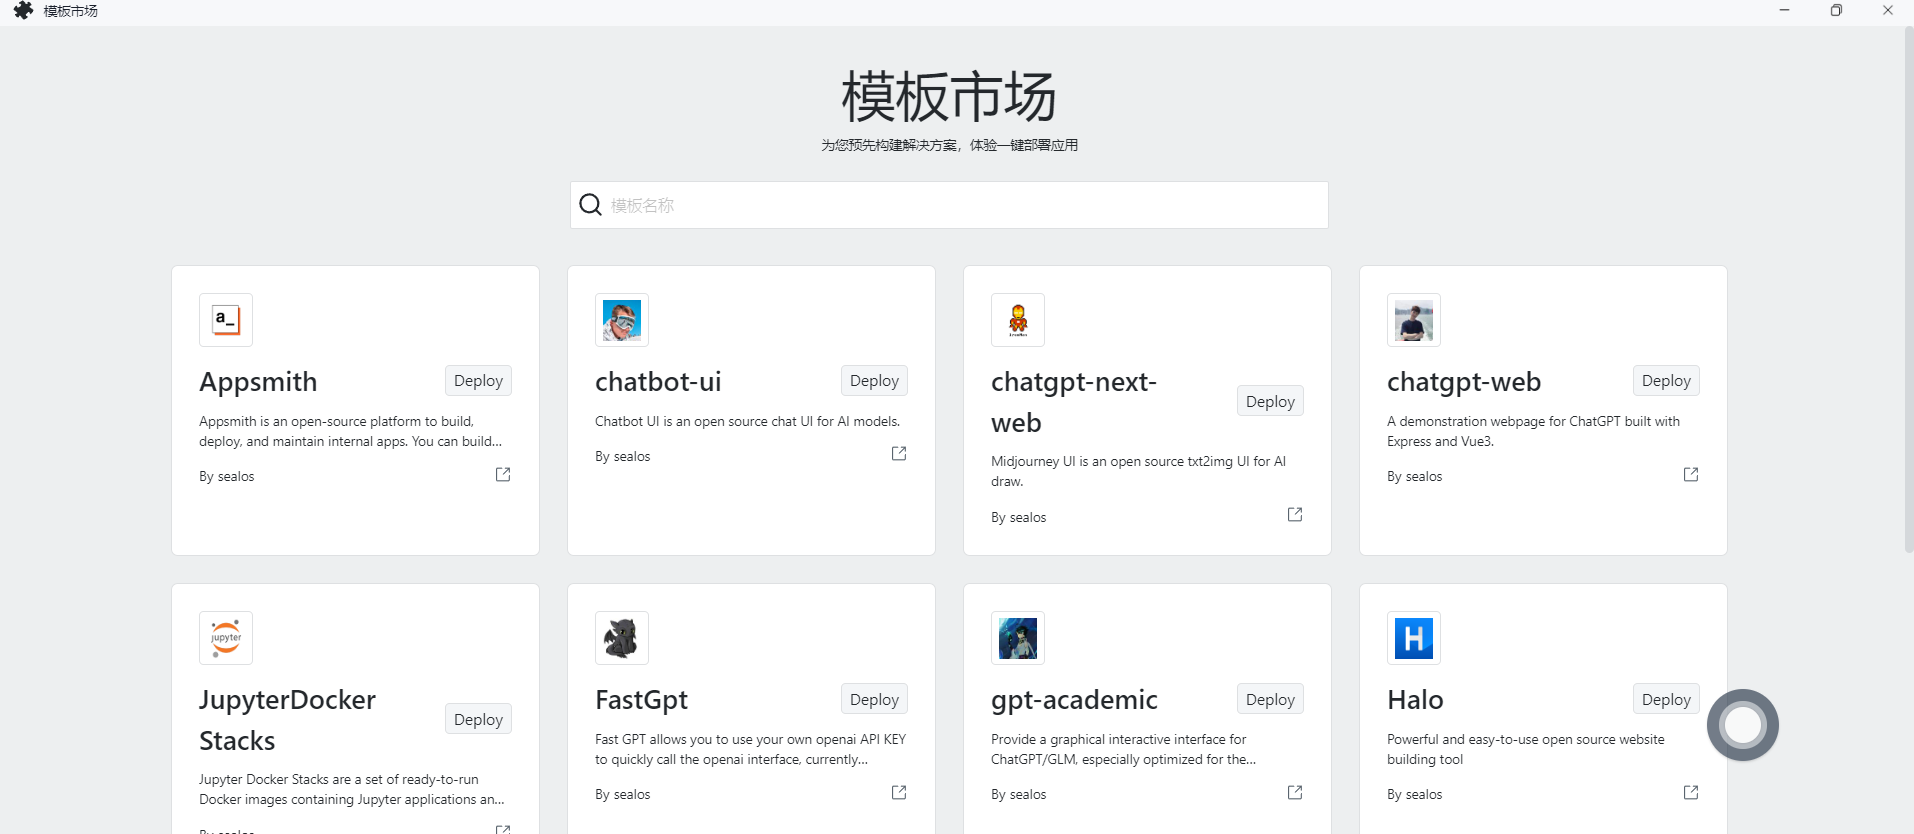 模板市场
模板市场
为您预先构建解决方案，体验一键部署应用
模板名称
a_
Appsmith
Deploy
Appsmith is an open-source platform to build,
deploy, and maintain internal apps. You can build...
By sealos
chatbot-ui
Deploy
Chatbot UI is an open source chat UI for AI models.
By sealos
chatgpt-next-
web
Deploy
Midjourney UI is an open source txt2img UI for AI
draw.
By sealos
chatgpt-web
Deploy
A demonstration webpage for ChatGPT built with
Express and Vue3.
By sealos
jupyter
JupyterDocker
Stacks
Deploy
Jupyter Docker Stacks are a set of ready-to-run
Docker images containing Jupyter applications an...
By sealos
FastGpt
Deploy
Fast GPT allows you to use your own openai API KEY
to quickly call the openai interface, currently...
By sealos
gpt-academic
Deploy
Provide a graphical interactive interface for
ChatGPT/GLM, especially optimized for the...
By sealos
H
Halo
Deploy
Powerful and easy-to-use open source website
building tool
By sealos